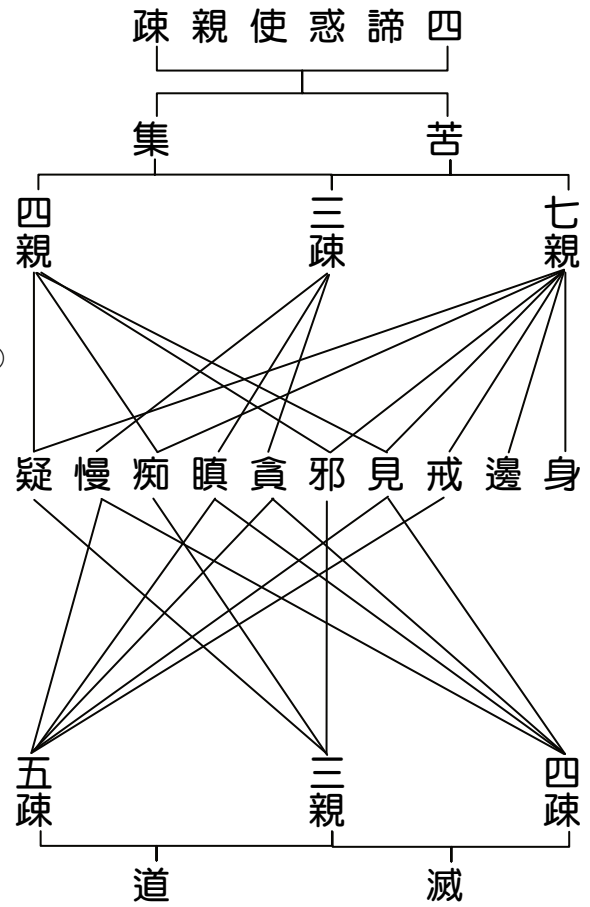 四諦惑使親疎
苦 集
七親 三疎 四親
身 邊 戒 見 邪 貪 瞋 痴 慢 疑
四疎 三親 五疎
滅 道